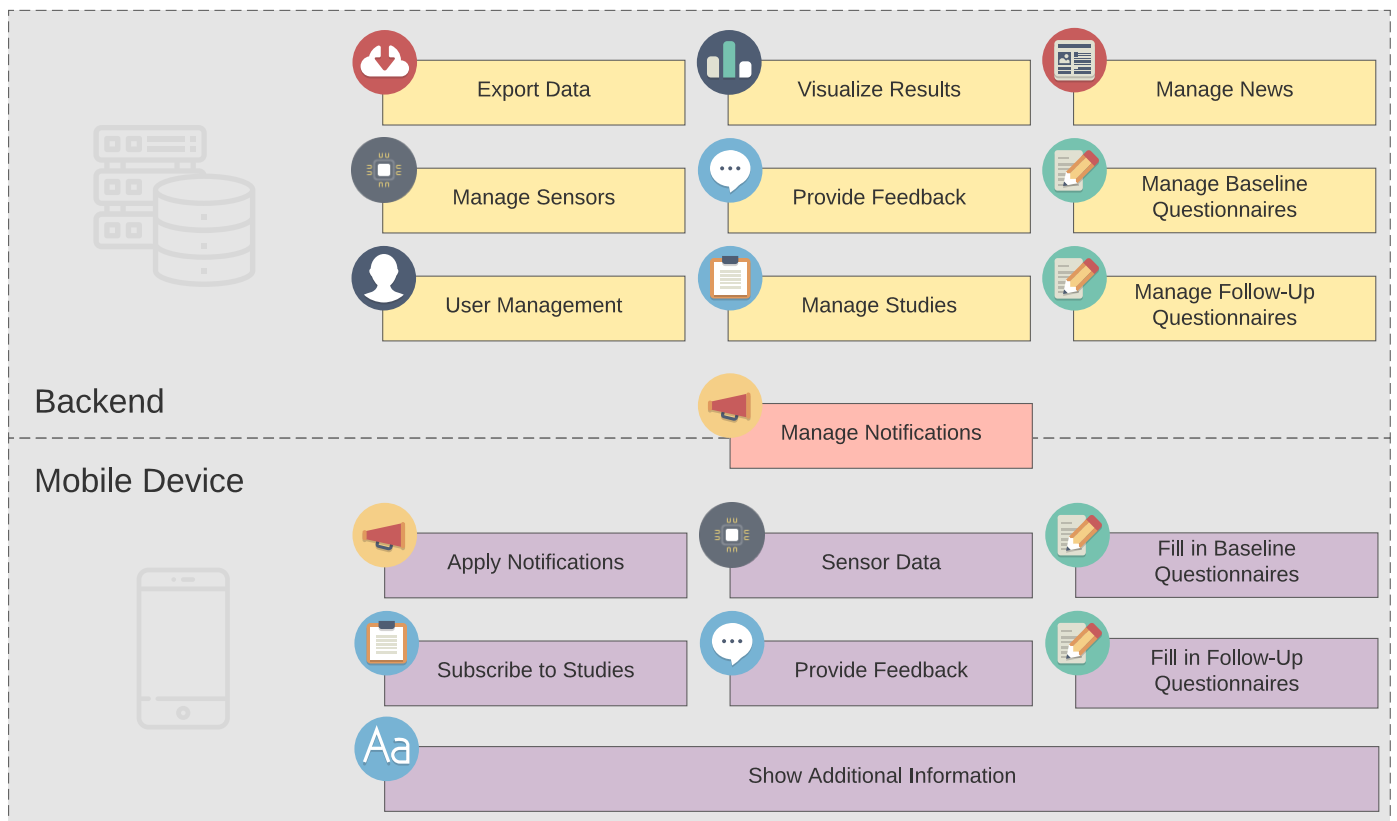 Export Data
Visualize Results
Manage News
Manage Sensors
Provide Feedback
Manage Baseline
Questionnaires
User Management
Manage Studies
Manage Follow-Up
Questionnaires
Backend
Manage Notifications
Mobile Device
Apply Notifications
Sensor Data
Fill in Baseline
Questionnaires
Subscribe to Studies
Provide Feedback
Fill in Follow-Up
Questionnaires
Aa
Show Additional Information